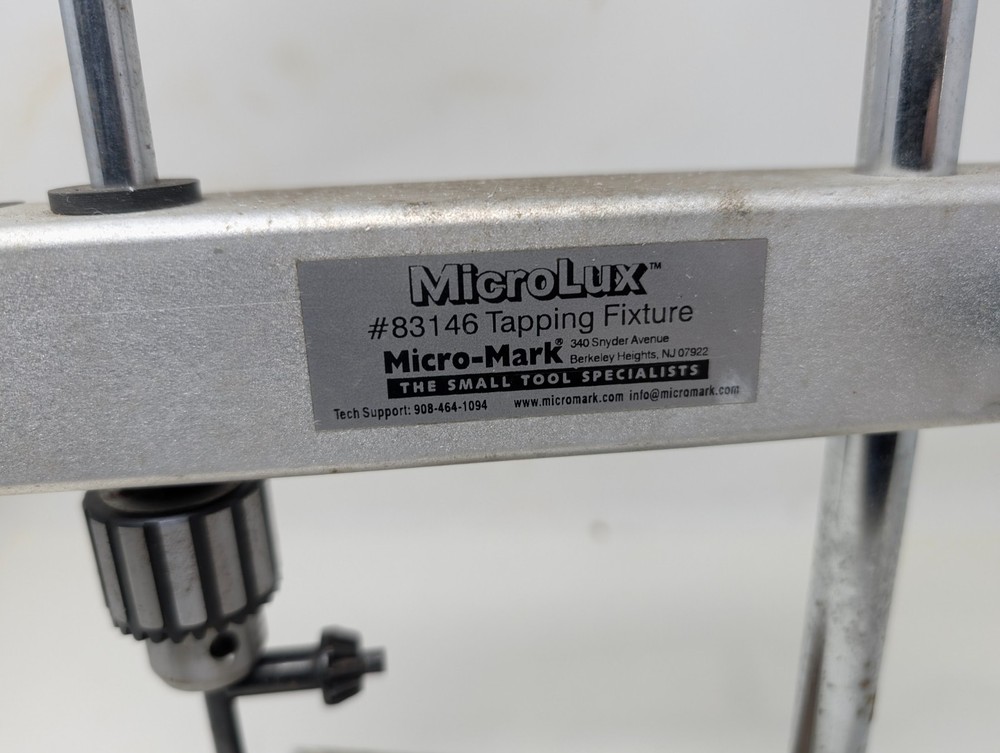 MicroLux™
#83146 Tapping Fixture
Micro-Mark® 340 Snyder Avenue
Berkeley Heights, NJ 07922
THE SMALL TOOL SPECIALISTS
Tech Support: 908-464-1094 www.micromark.com info@micromark.com